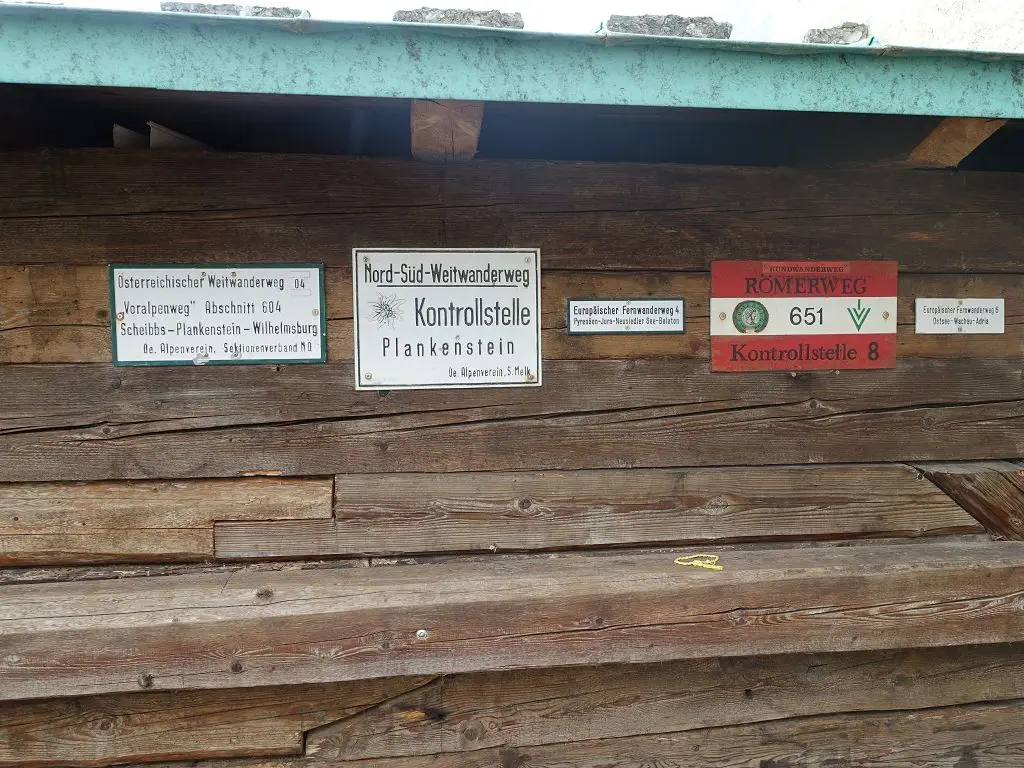 Österreichischer Weitwanderweg 04
Voralpenweg" Abschnitt 604
Scheibbs-Plankenstein-Wilhelmsburg
Oe. Alpenverein, Sektionenverband NÖ
Nord-Süd-Weitwanderweg
Kontrollstelle
Plankenstein
Oe. Alpenverein, S. Melk
Europäischer Fernwanderweg 4
Pyrenäen-Jura-Neusiedler See-Balaton
RUNDWANDERWEG
RÖMERWEG
651
Kontrollstelle 8
Europäischer Fernwanderweg 6
Ostsee-Wachau-Adria